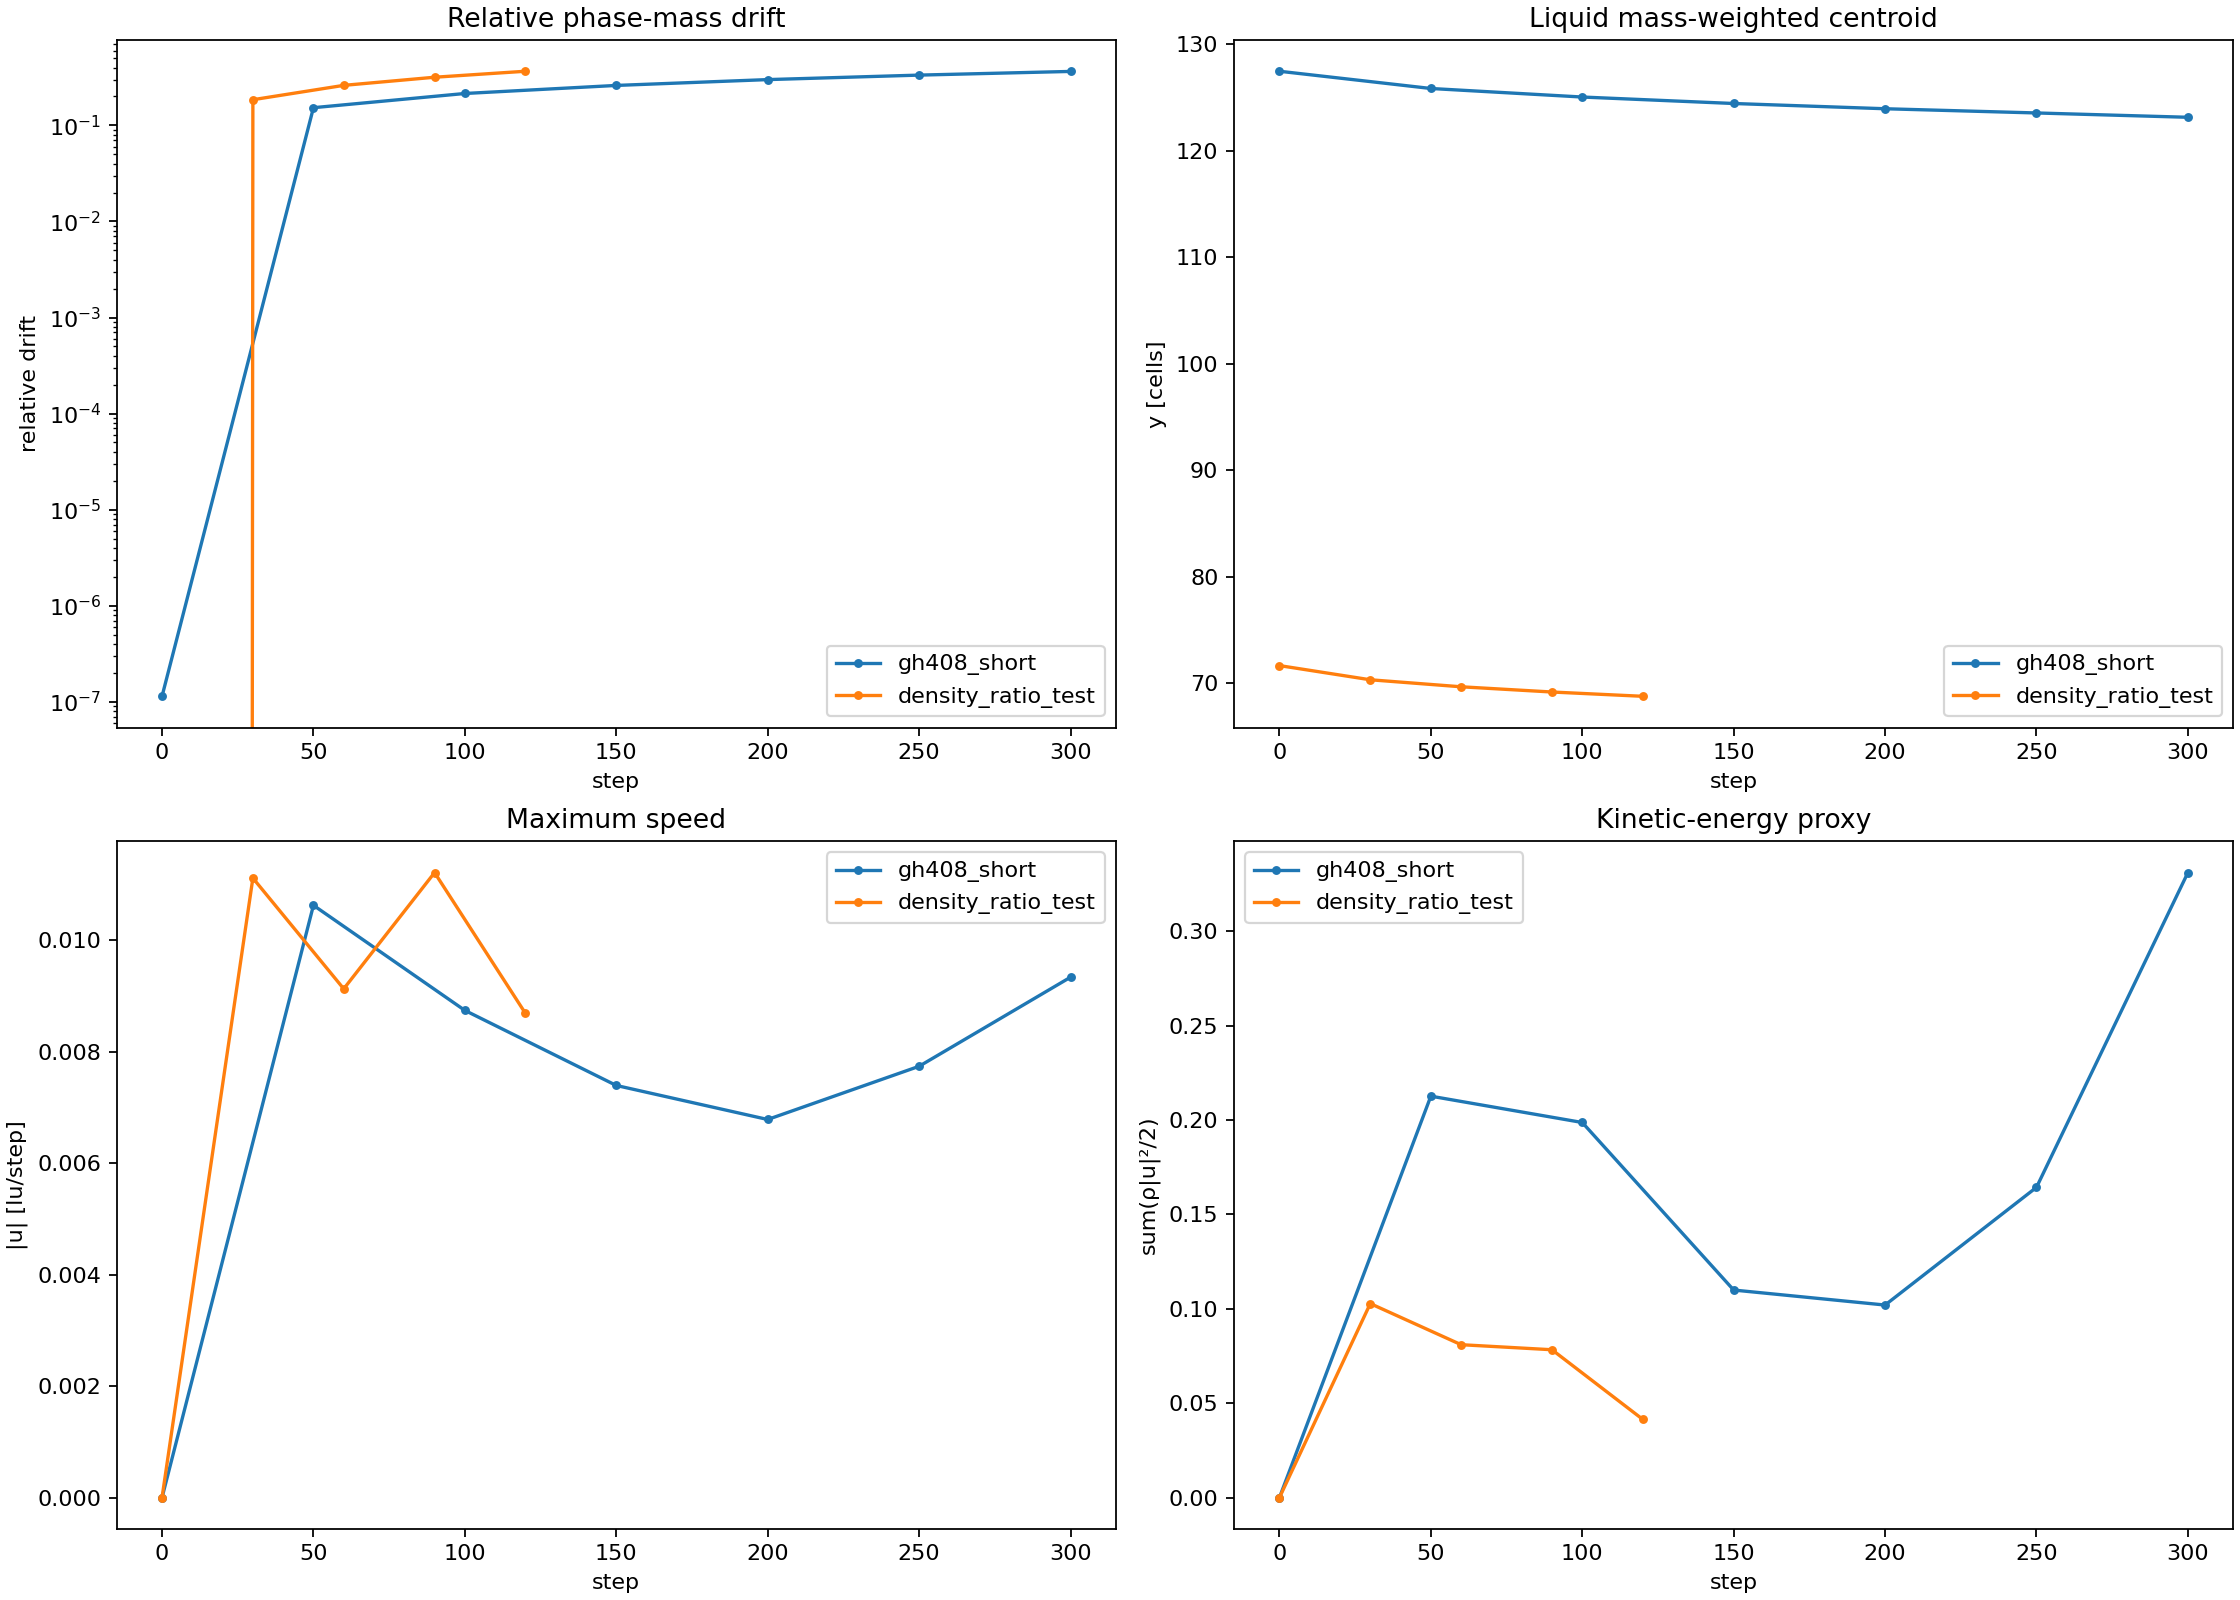 Relative phase-mass drift
relative drift
10⁻¹
10⁻²
10⁻³
10⁻⁴
10⁻⁵
10⁻⁶
10⁻⁷
gh408_short
density_ratio_test
0 50 100 150 200 250 300
step
Liquid mass-weighted centroid
y [cells]
130
120
110
100
90
80
70
gh408_short
density_ratio_test
0 50 100 150 200 250 300
step
Maximum speed
|u| [lu/step]
0.010
0.008
0.006
0.004
0.002
0.000
gh408_short
density_ratio_test
0 50 100 150 200 250 300
step
Kinetic-energy proxy
sum(ρ|u|²/2)
0.30
0.25
0.20
0.15
0.10
0.05
0.00
gh408_short
density_ratio_test
0 50 100 150 200 250 300
step